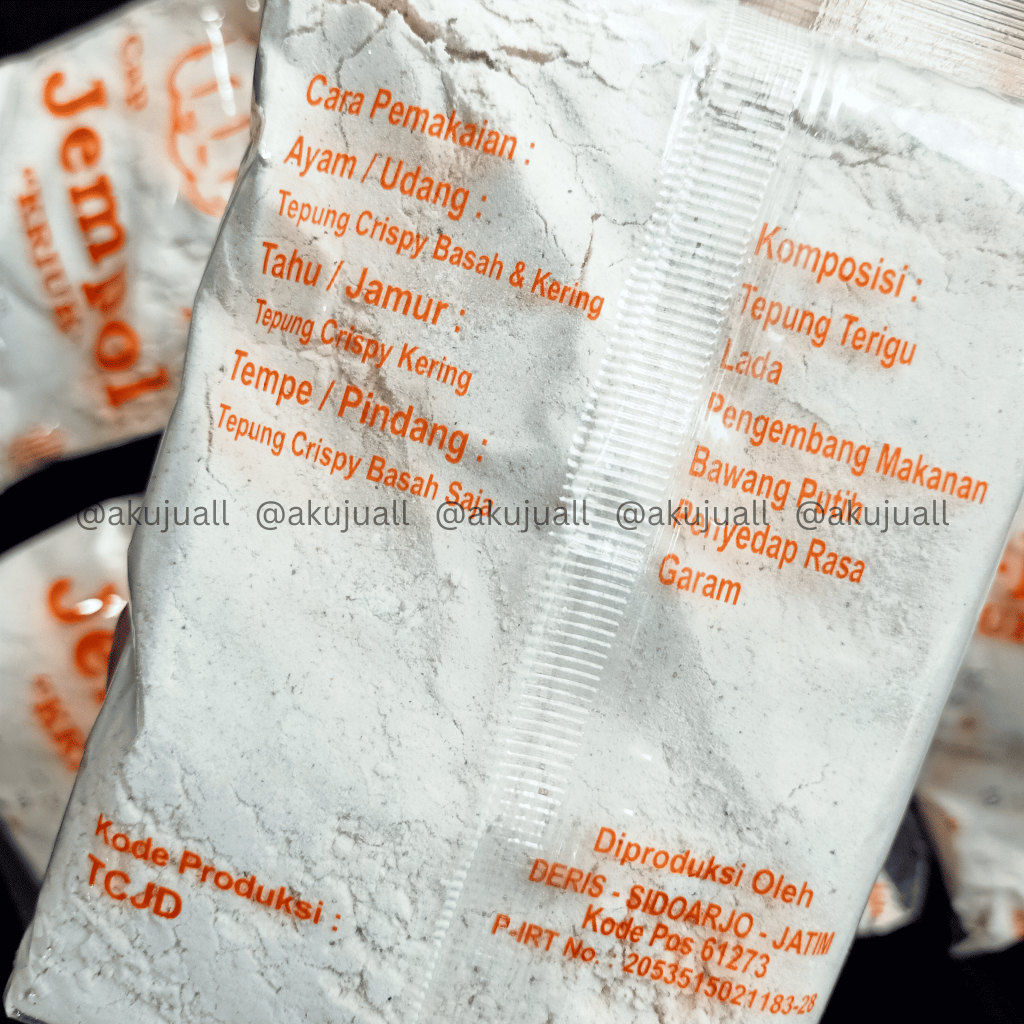 Cap
Jempol
"KRIUK
Cara Pemakaian :
Ayam / Udang :
Tepung Crispy Basah & Kering
Tahu / Jamur :
Tepung Crispy Kering
Tempe / Pindang :
Tepung Crispy Basah Saja
Komposisi :
Tepung Terigu
Lada
Pengembang Makanan
Bawang Putih
Penyedap Rasa
Garam
@akujuall @akujuall @akujuall @akujuall @akujuall
Kode Produksi :
TCJD
Diproduksi Oleh
DERIS - SIDOARJO - JATIM
Kode Pos 61273
P-IRT No. : 2053515021183-28